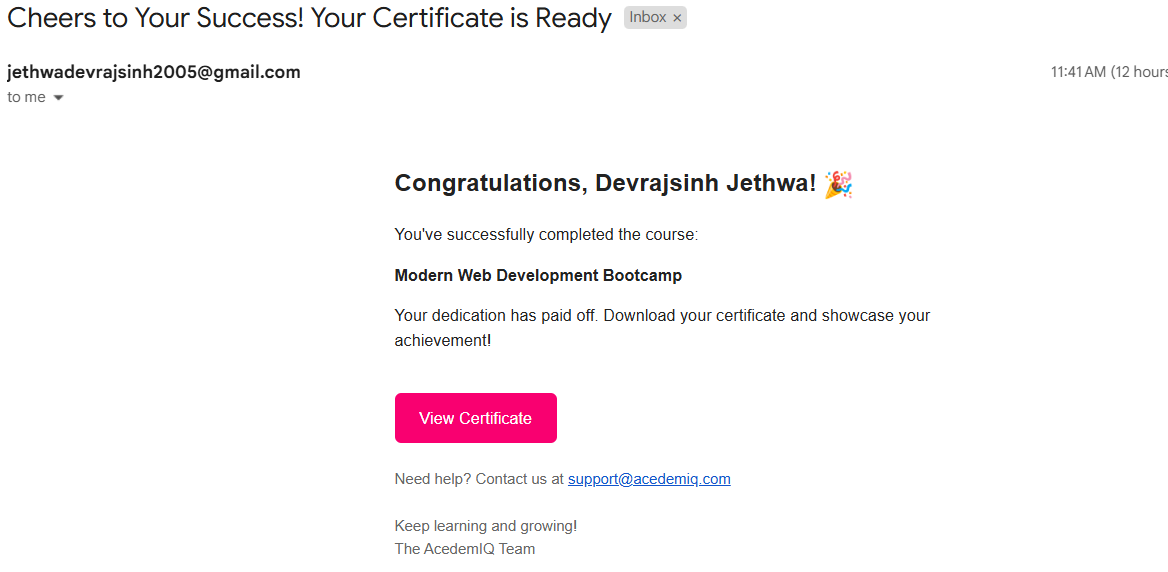 Cheers to Your Success! Your Certificate is Ready Inbox ×
jethwadevrajsinh2005@gmail.com 11:41 AM (12 hours
to me
Congratulations, Devrajsinh Jethwa! 🎉
You've successfully completed the course:
Modern Web Development Bootcamp
Your dedication has paid off. Download your certificate and showcase your
achievement!
View Certificate
Need help? Contact us at support@acedemiq.com
Keep learning and growing!
The AcedemIQ Team